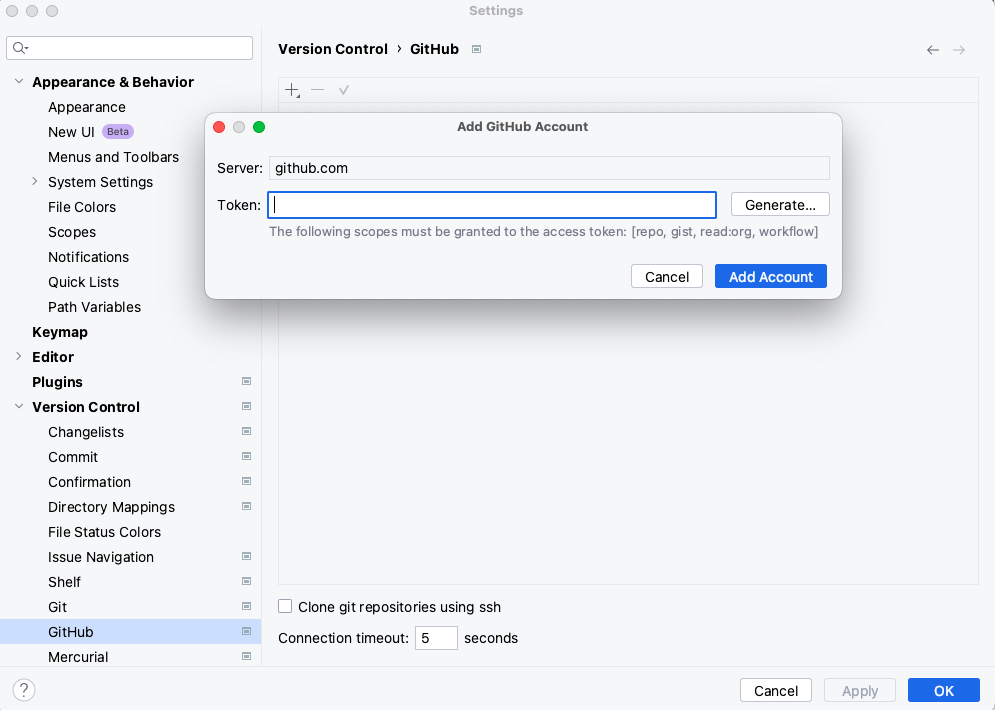 Settings
Version Control › GitHub
Appearance & Behavior
Appearance
New UI Beta
Menus and Toolbars
System Settings
File Colors
Scopes
Notifications
Quick Lists
Path Variables
Keymap
Editor
Plugins
Version Control
Changelists
Commit
Confirmation
Directory Mappings
File Status Colors
Issue Navigation
Shelf
Git
GitHub
Mercurial
Add GitHub Account
Server: github.com
Token: Generate...
The following scopes must be granted to the access token: [repo, gist, read:org, workflow]
Cancel Add Account
Clone git repositories using ssh
Connection timeout: 5 seconds
? Cancel Apply OK